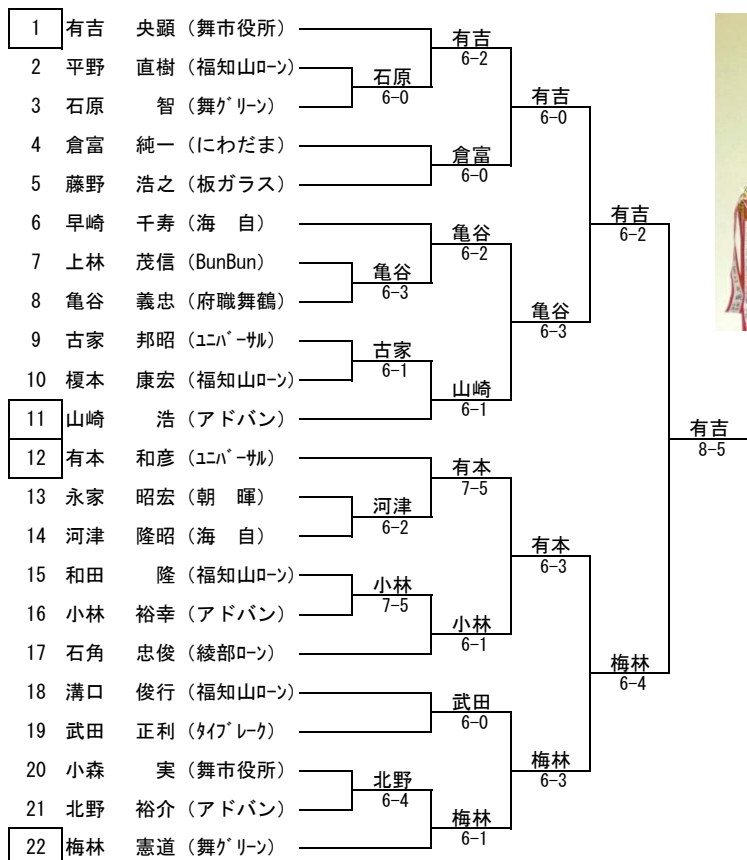 1 有吉 央顕（舞市役所）
2 平野 直樹（福知山ﾛｰﾝ）
3 石原 智（舞ｸﾞﾘｰﾝ）
4 倉富 純一（にわだま）
5 藤野 浩之（板ガラス）
6 早崎 千寿（海 自）
7 上林 茂信（BunBun）
8 亀谷 義忠（府職舞鶴）
9 古家 邦昭（ﾕﾆﾊﾞｰｻﾙ）
10 榎本 康宏（福知山ﾛｰﾝ）
11 山崎 浩（アドバン）
12 有本 和彦（ﾕﾆﾊﾞｰｻﾙ）
13 永家 昭宏（朝 暉）
14 河津 隆昭（海 自）
15 和田 隆（福知山ﾛｰﾝ）
16 小林 裕幸（アドバン）
17 石角 忠俊（綾部ﾛｰﾝ）
18 溝口 俊行（福知山ﾛｰﾝ）
19 武田 正利（ﾀｲﾌﾞﾚｰｸ）
20 小森 実（舞市役所）
21 北野 裕介（アドバン）
22 梅林 憲道（舞ｸﾞﾘｰﾝ）
石原
6-0
亀谷
6-3
古家
6-1
河津
6-2
小林
7-5
北野
6-4
有吉
6-2
倉富
6-0
亀谷
6-2
山崎
6-1
有本
7-5
小林
6-1
武田
6-0
梅林
6-1
有吉
6-0
亀谷
6-3
有本
6-3
梅林
6-3
有吉
6-2
梅林
6-4
有吉
8-5